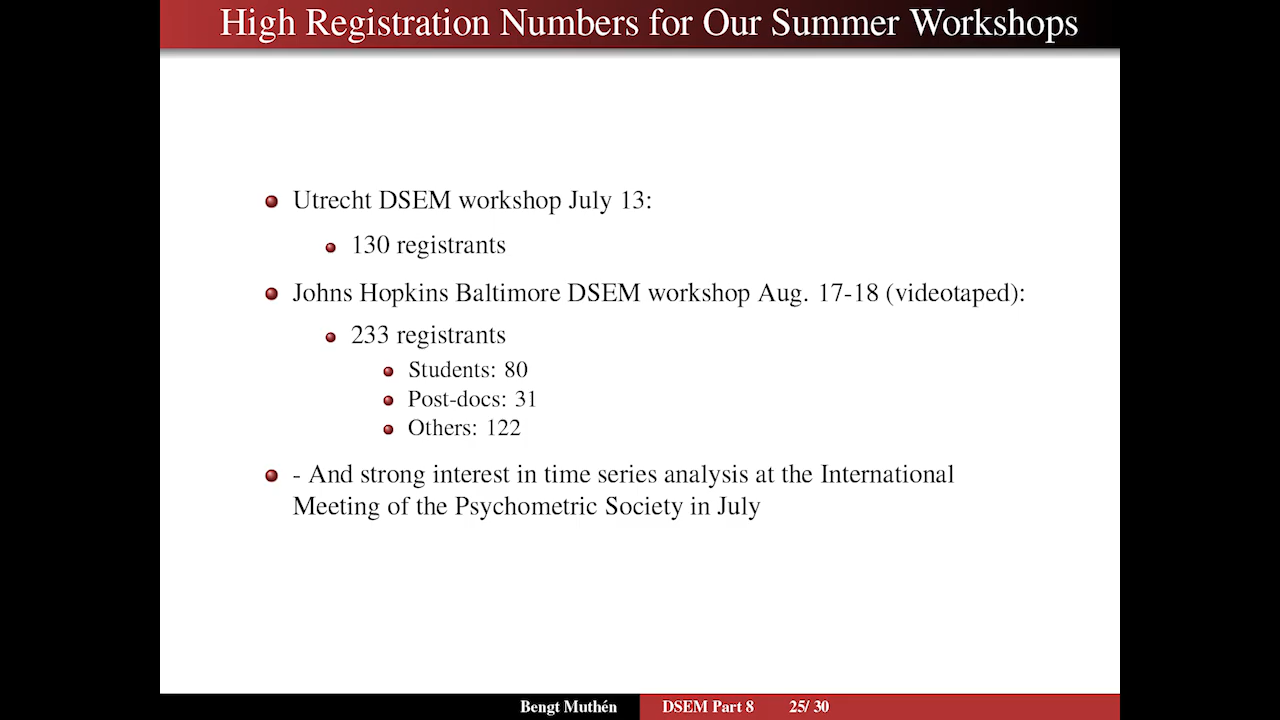 High Registration Numbers for Our Summer Workshops
Utrecht DSEM workshop July 13:
130 registrants
Johns Hopkins Baltimore DSEM workshop Aug. 17-18 (videotaped):
233 registrants
Students: 80
Post-docs: 31
Others: 122
- And strong interest in time series analysis at the International
Meeting of the Psychometric Society in July
Bengt Muthén DSEM Part 8 25/ 30